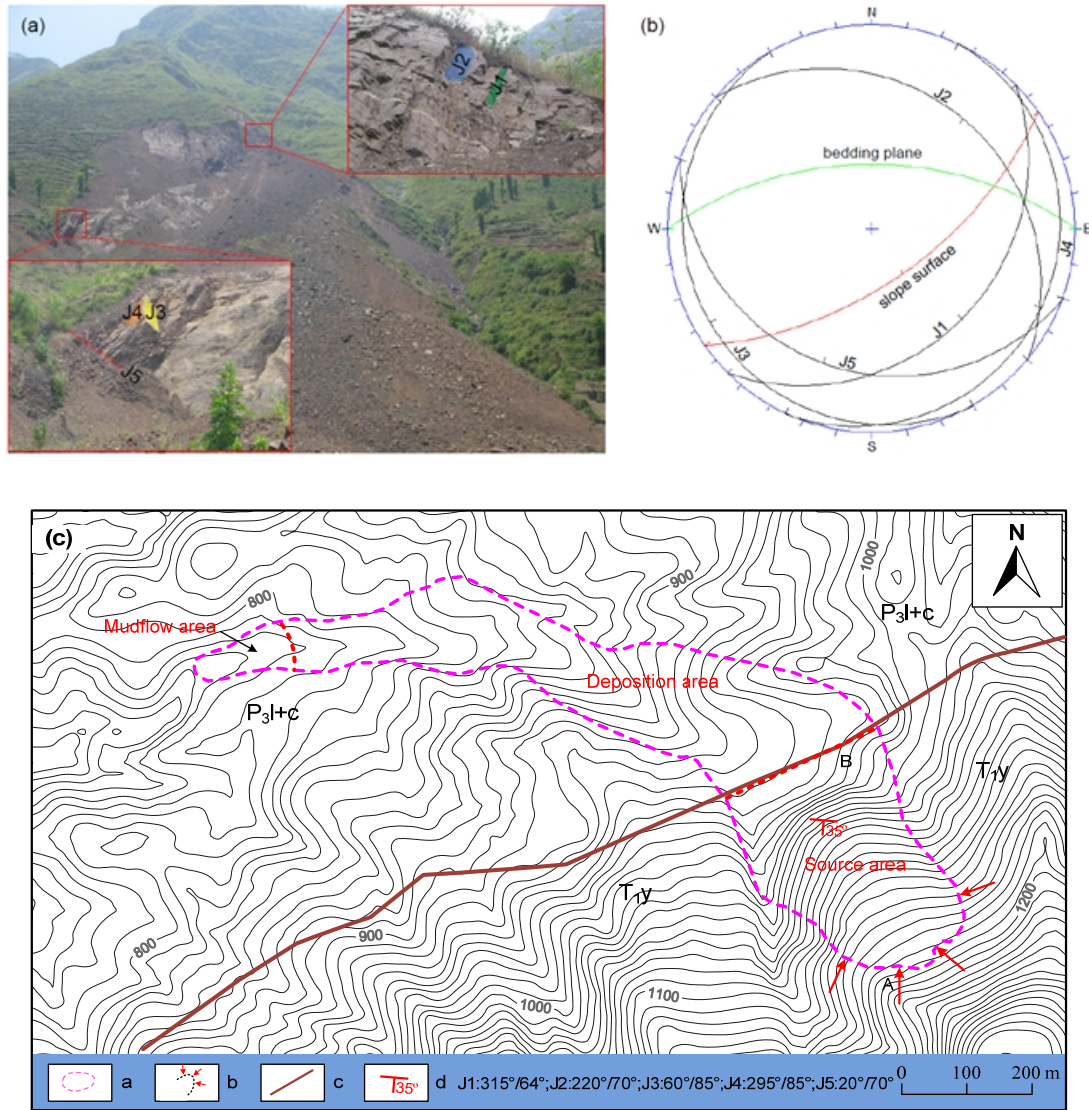 (a)
J2
J1
J4
J3
J5
(b)
N
J2
bedding plane
W
E
J4
slope surface
J1
J3
J5
S
(c)
N
1000
900
P₃l+c
800
Mudflow area
Deposition area
P₃l+c
B
T₁y
35°
Source area
T₁y
1200
900
800
A
1100
1000
a
b
c
35°
d
J1:315°/64°;J2:220°/70°;J3:60°/85°;J4:295°/85°;J5:20°/70°
0 100 200 m